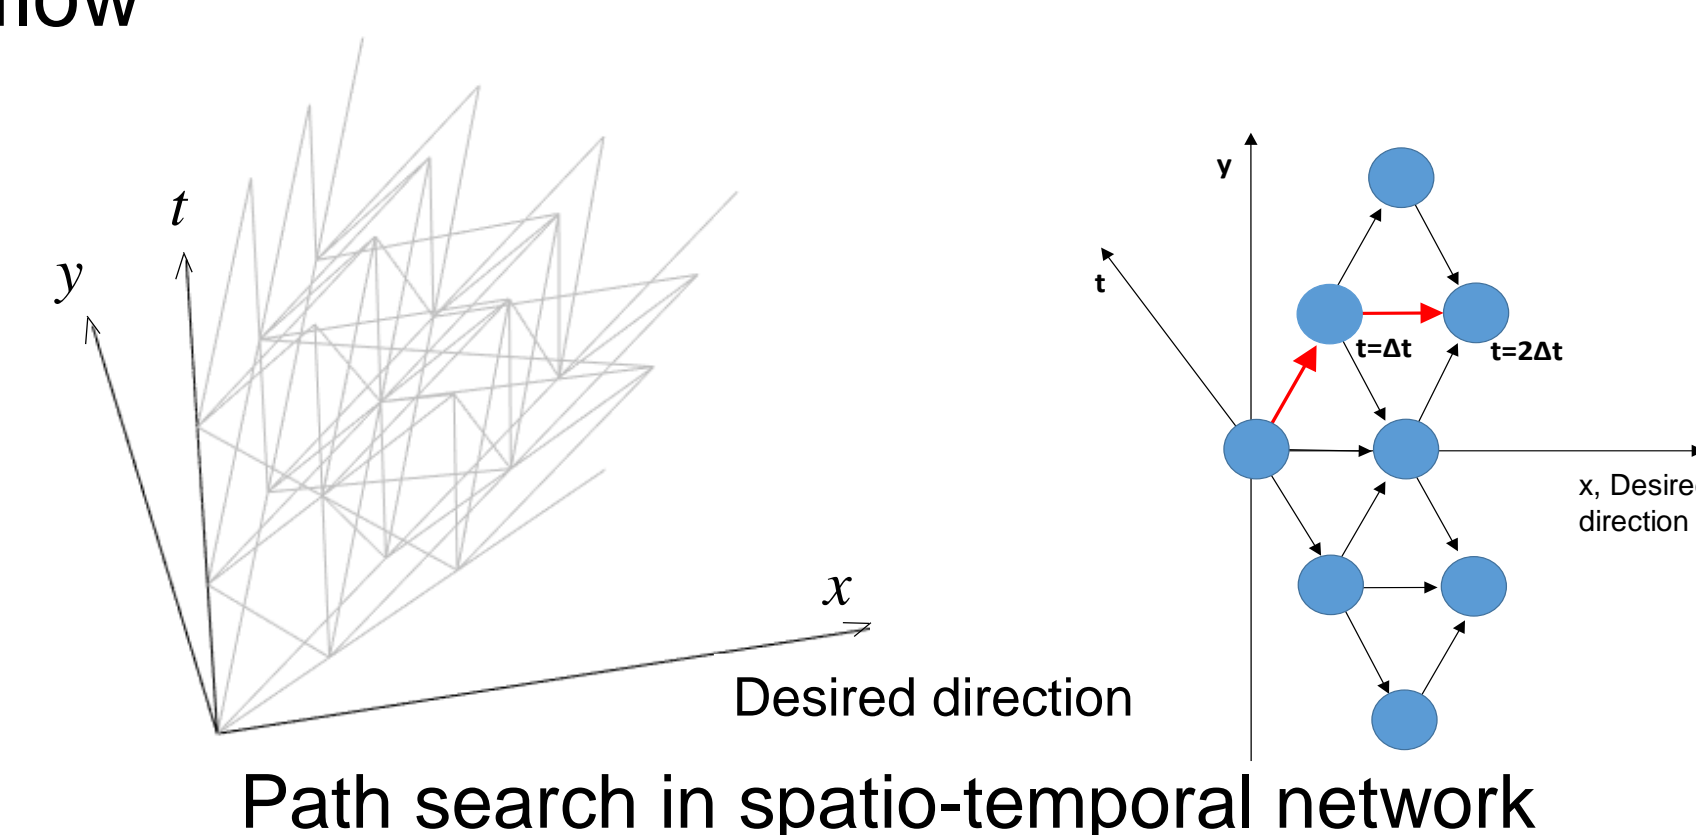 y
t
x
Desired direction
y
t
t=Δt
t=2Δt
x, Desire
direction
Path search in spatio-temporal network